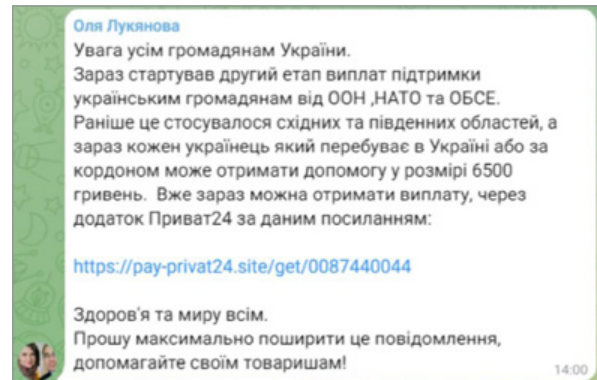 Оля Лукянова
Увага усім громадянам України.
Зараз стартував другий етап виплат підтримки
українським громадянам від ООН ,НАТО та ОБСЕ.
Раніше це стосувалося східних та південних областей, а
зараз кожен українець який перебуває в Україні або за
кордоном може отримати допомогу у розмірі 6500
гривень. Вже зараз можна отримати виплату, через
додаток Приват24 за даним посиланням:
https://pay-privat24.site/get/0087440044
Здоров'я та миру всім.
Прошу максимально поширити це повідомлення,
допомагайте своїм товаришам!
14:00